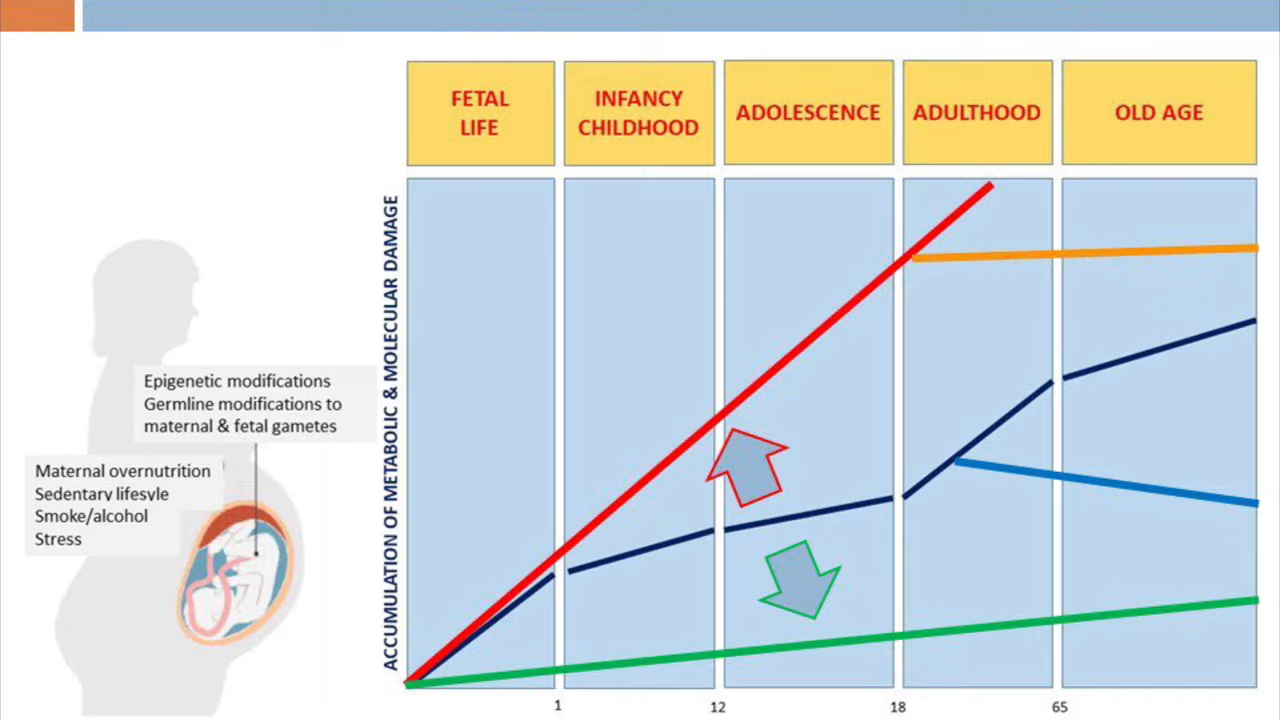 FETAL
LIFE
INFANCY
CHILDHOOD
ADOLESCENCE
ADULTHOOD
OLD AGE
ACCUMULATION OF METABOLIC & MOLECULAR DAMAGE
Epigenetic modifications
Germline modifications to
maternal & fetal gametes
Maternal overnutrition
Sedentary lifesyle
Smoke/alcohol
Stress
1
12
18
65